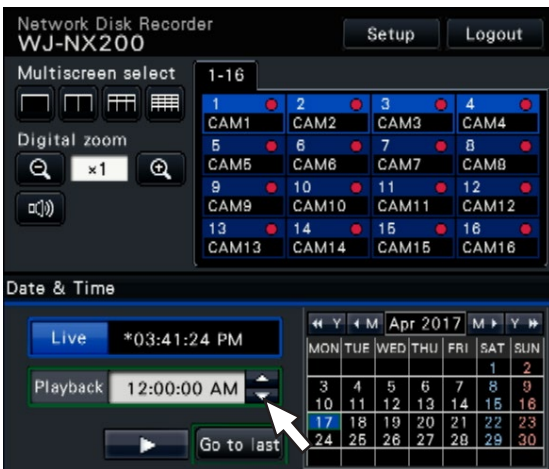 Network Disk Recorder
WJ-NX200
Setup
Logout
Multiscreen select
1-16
1
2
3
4
CAM1
CAM2
CAM3
CAM4
Digital zoom
5
6
7
8
CAM5
CAM6
CAM7
CAM8
×1
9
10
11
12
CAM9
CAM10
CAM11
CAM12
13
14
15
16
CAM13
CAM14
CAM15
CAM16
Date & Time
Y M Apr 2017 M Y
Live *03:41:24 PM
MON TUE WED THU FRI SAT SUN
1 2
Playback 12:00:00 AM
3 4 5 6 7 8 9
10 11 12 13 14 15 16
17 18 19 20 21 22 23
Go to last
24 25 26 27 28 29 30